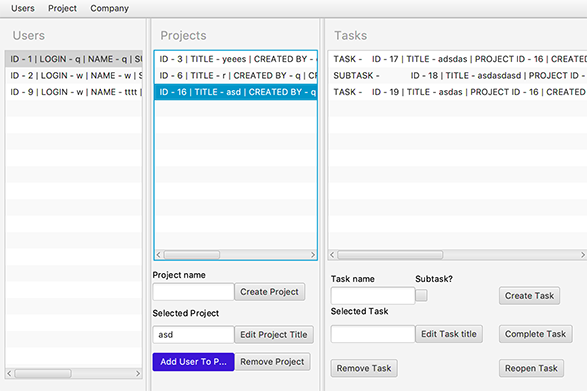 Users Project Company
Users
ID - 1 | LOGIN - q | NAME - q | SU
ID - 2 | LOGIN - w | NAME - w | S
ID - 9 | LOGIN - w | NAME - tttt |
Projects
ID - 3 | TITLE - yeees | CREATED BY -
ID - 6 | TITLE - r | CREATED BY - q | CF
ID - 16 | TITLE - asd | CREATED BY - q
Project name
Create Project
Selected Project
asd Edit Project Title
Add User To P... Remove Project
Tasks
TASK - ID - 17 | TITLE - adsdas | PROJECT ID - 16 | CREATE
SUBTASK - ID - 18 | TITLE - asdasdasd | PROJECT ID -
TASK - ID - 19 | TITLE - asdas | PROJECT ID - 16 | CREATED
Task name Subtask?
Create Task
Selected Task
Edit Task title Complete Task
Remove Task Reopen Task